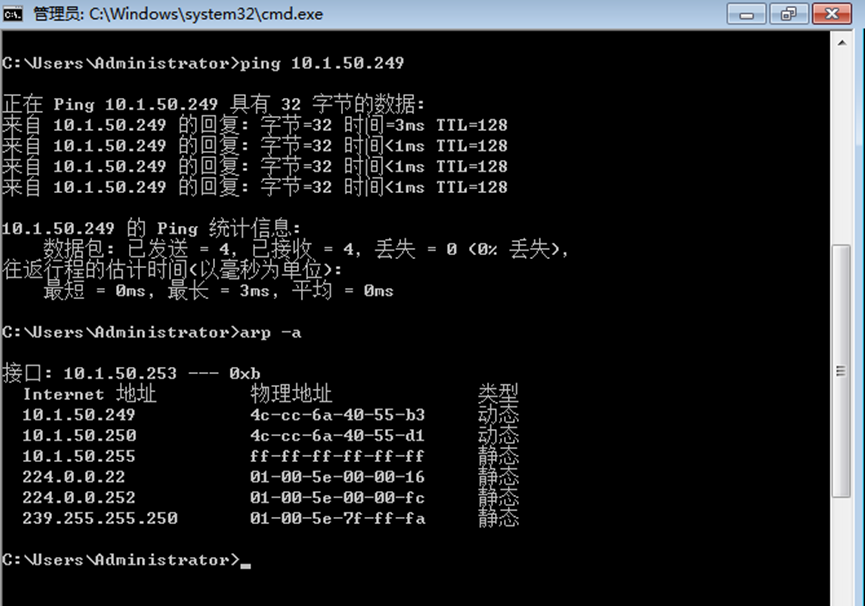 管理员: C:\Windows\system32\cmd.exe
C:\Users\Administrator>ping 10.1.50.249
正在 Ping 10.1.50.249 具有 32 字节的数据:
来自 10.1.50.249 的回复: 字节=32 时间=3ms TTL=128
来自 10.1.50.249 的回复: 字节=32 时间<1ms TTL=128
来自 10.1.50.249 的回复: 字节=32 时间<1ms TTL=128
来自 10.1.50.249 的回复: 字节=32 时间<1ms TTL=128
10.1.50.249 的 Ping 统计信息:
数据包: 已发送 = 4, 已接收 = 4, 丢失 = 0 (0% 丢失),
往返行程的估计时间(以毫秒为单位):
最短 = 0ms, 最长 = 3ms, 平均 = 0ms
C:\Users\Administrator>arp -a
接口: 10.1.50.253 --- 0xb
Internet 地址 物理地址 类型
10.1.50.249 4c-cc-6a-40-55-b3 动态
10.1.50.250 4c-cc-6a-40-55-d1 动态
10.1.50.255 ff-ff-ff-ff-ff-ff 静态
224.0.0.22 01-00-5e-00-00-16 静态
224.0.0.252 01-00-5e-00-00-fc 静态
239.255.255.250 01-00-5e-7f-ff-fa 静态
C:\Users\Administrator>_